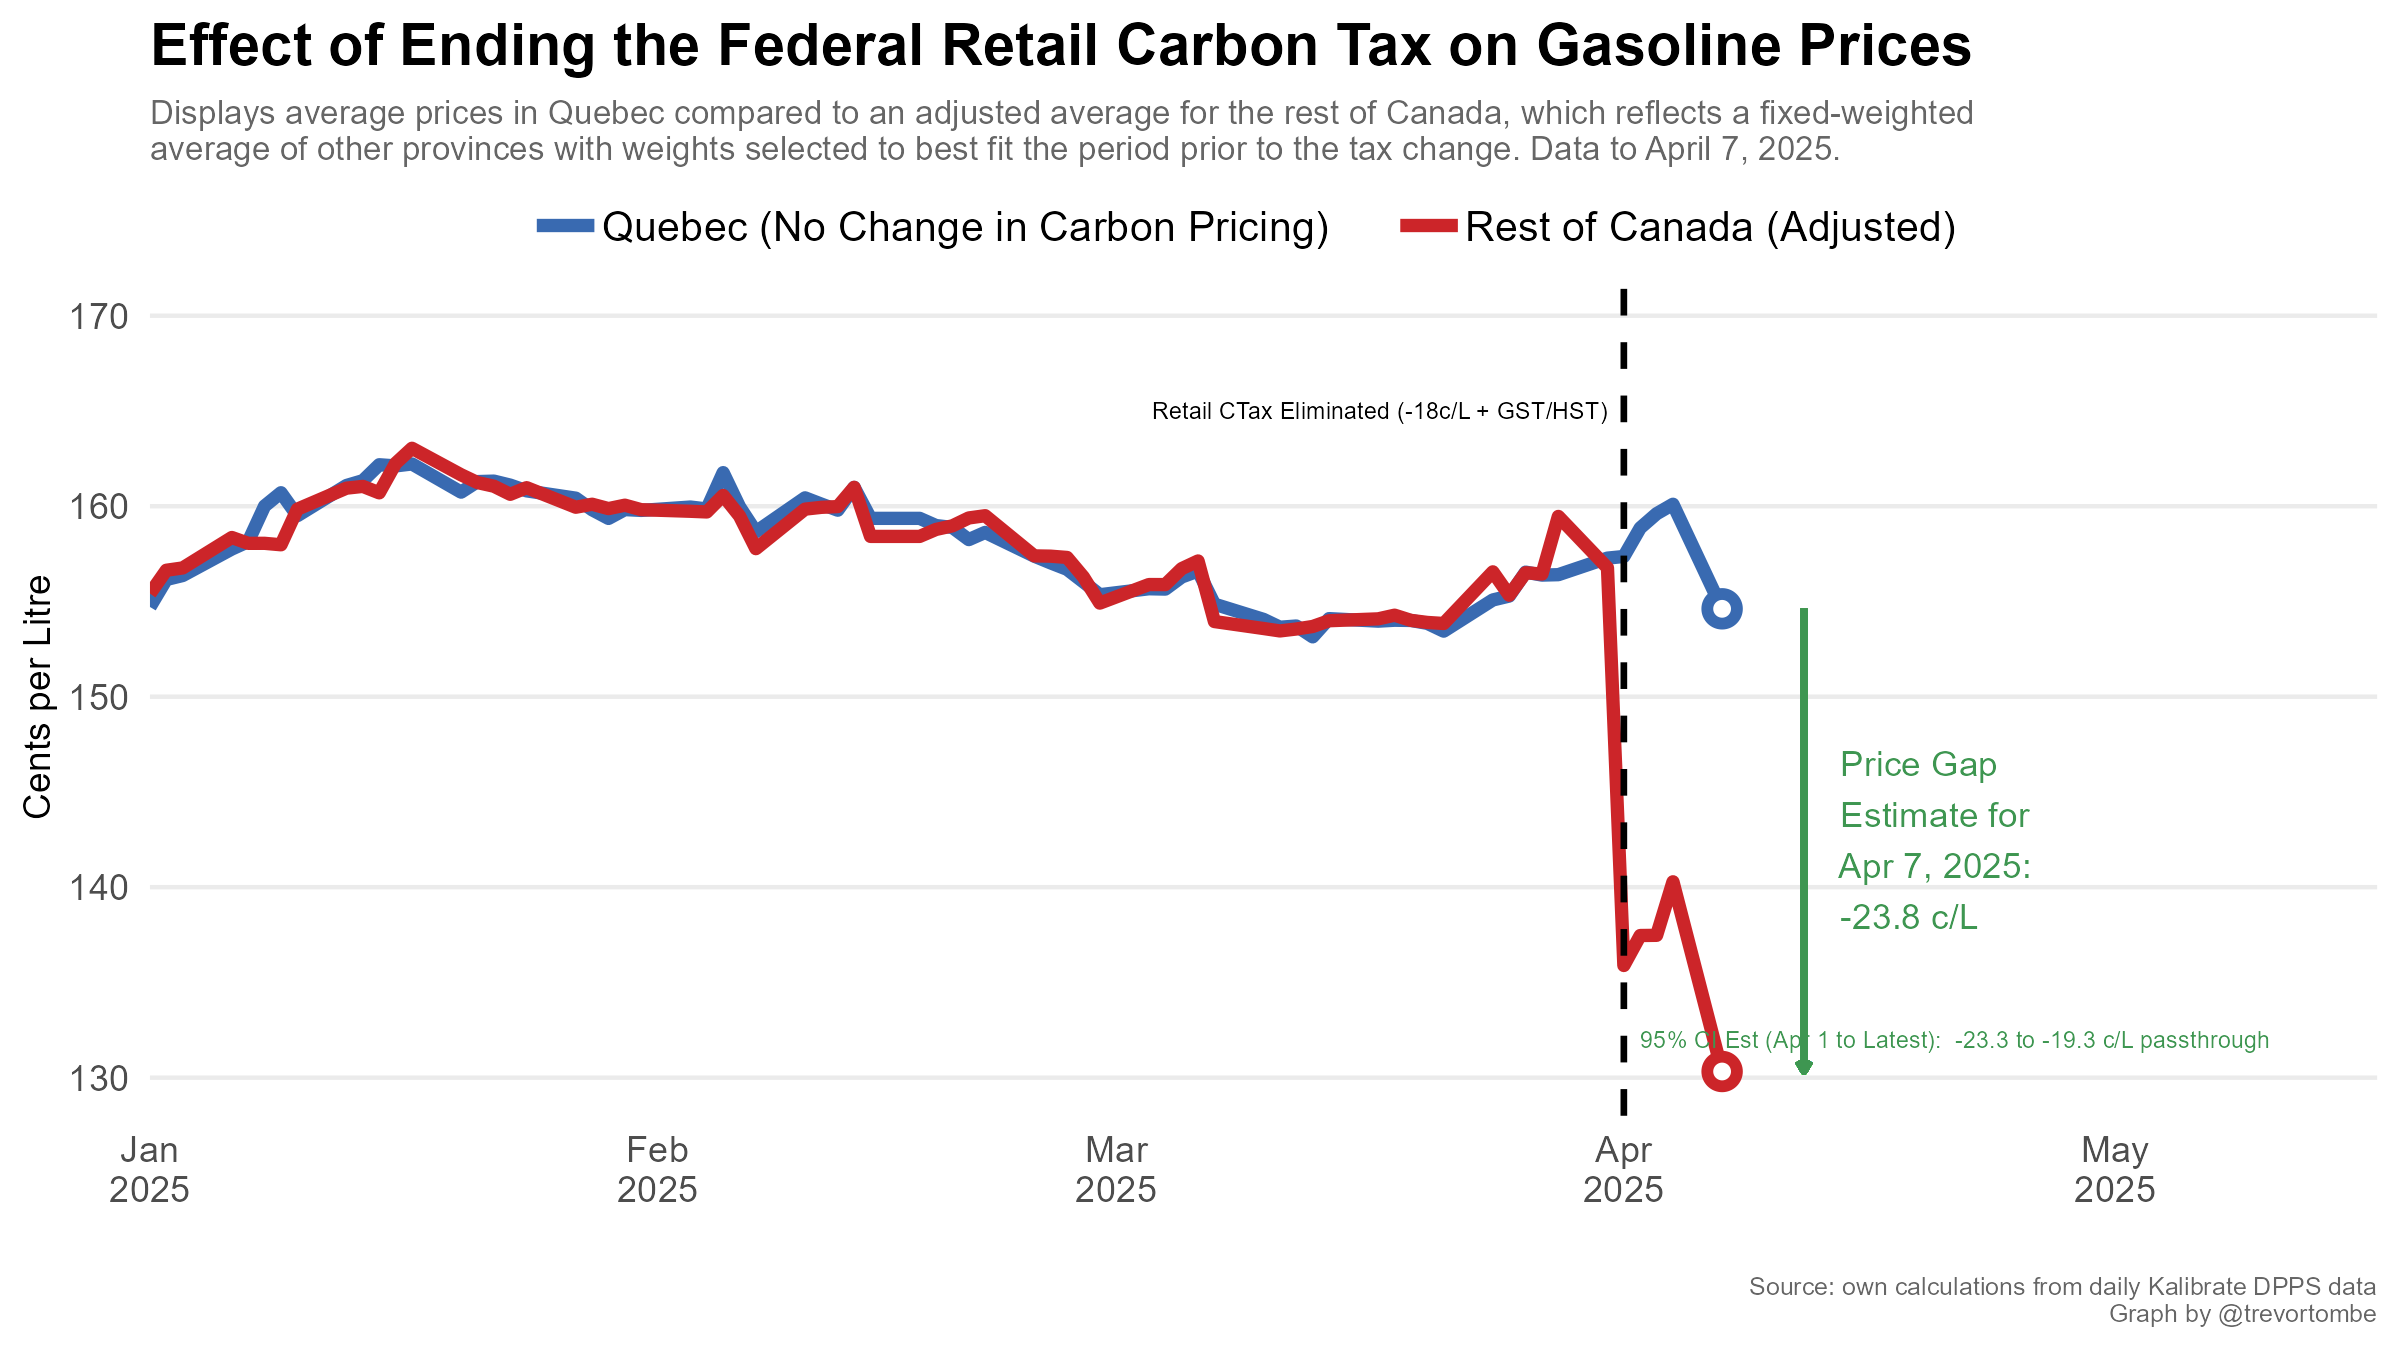 Effect of Ending the Federal Retail Carbon Tax on Gasoline Prices
Displays average prices in Quebec compared to an adjusted average for the rest of Canada, which reflects a fixed-weighted
average of other provinces with weights selected to best fit the period prior to the tax change. Data to April 7, 2025.
Quebec (No Change in Carbon Pricing)
Rest of Canada (Adjusted)
Cents per Litre
170
160
150
140
130
Retail CTax Eliminated (-18c/L + GST/HST)
Price Gap
Estimate for
Apr 7, 2025:
-23.8 c/L
95% CI Est (Apr 1 to Latest):  -23.3 to -19.3 c/L passthrough
Jan
2025
Feb
2025
Mar
2025
Apr
2025
May
2025
Source: own calculations from daily Kalibrate DPPS data
Graph by @trevortombe